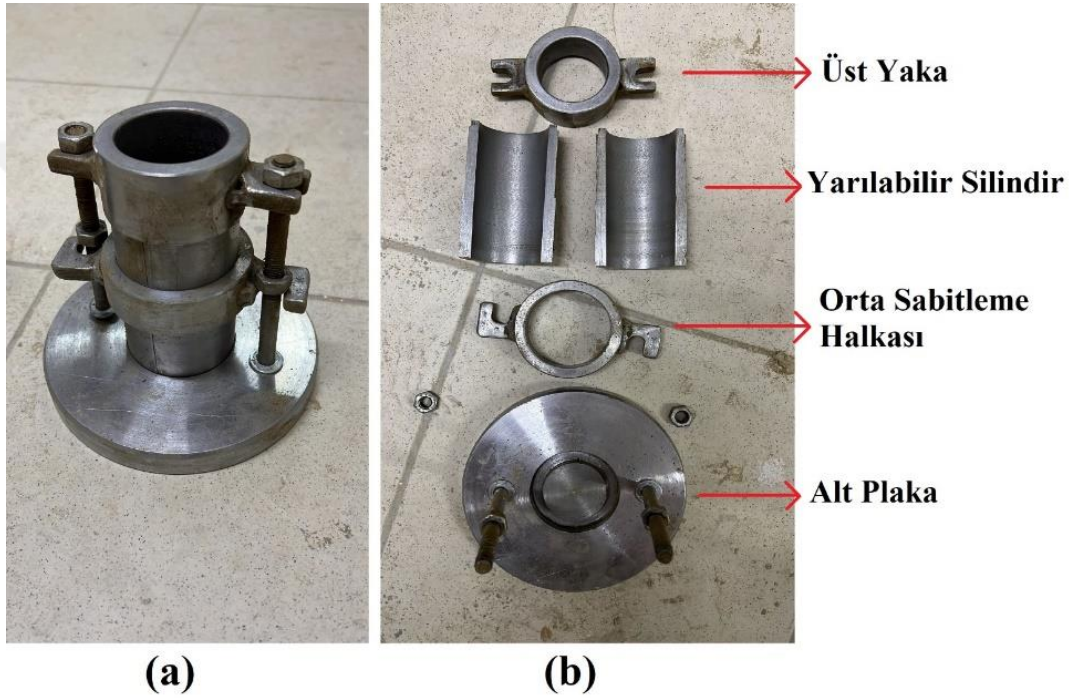 Üst Yaka
Yarılabilir Silindir
Orta Sabitleme
Halkası
Alt Plaka
(a)
(b)